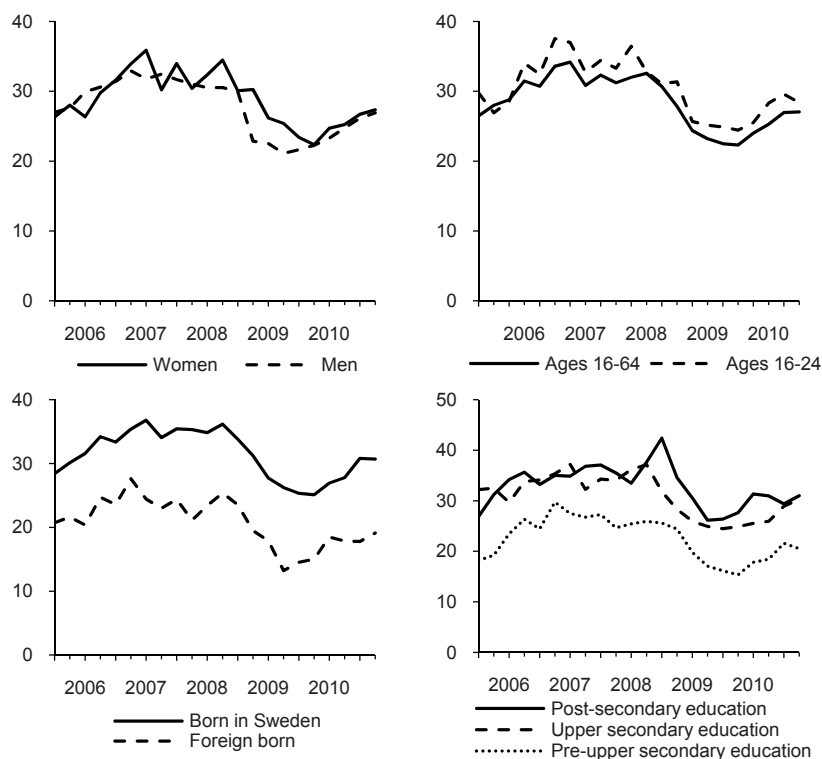 40
30
20
10
0
2006 2007 2008 2009 2010
Women Men
40
30
20
10
0
2006 2007 2008 2009 2010
Ages 16-64 Ages 16-24
40
30
20
10
0
2006 2007 2008 2009 2010
Born in Sweden
Foreign born
50
40
30
20
10
0
2006 2007 2008 2009 2010
Post-secondary education
Upper secondary education
Pre-upper secondary education